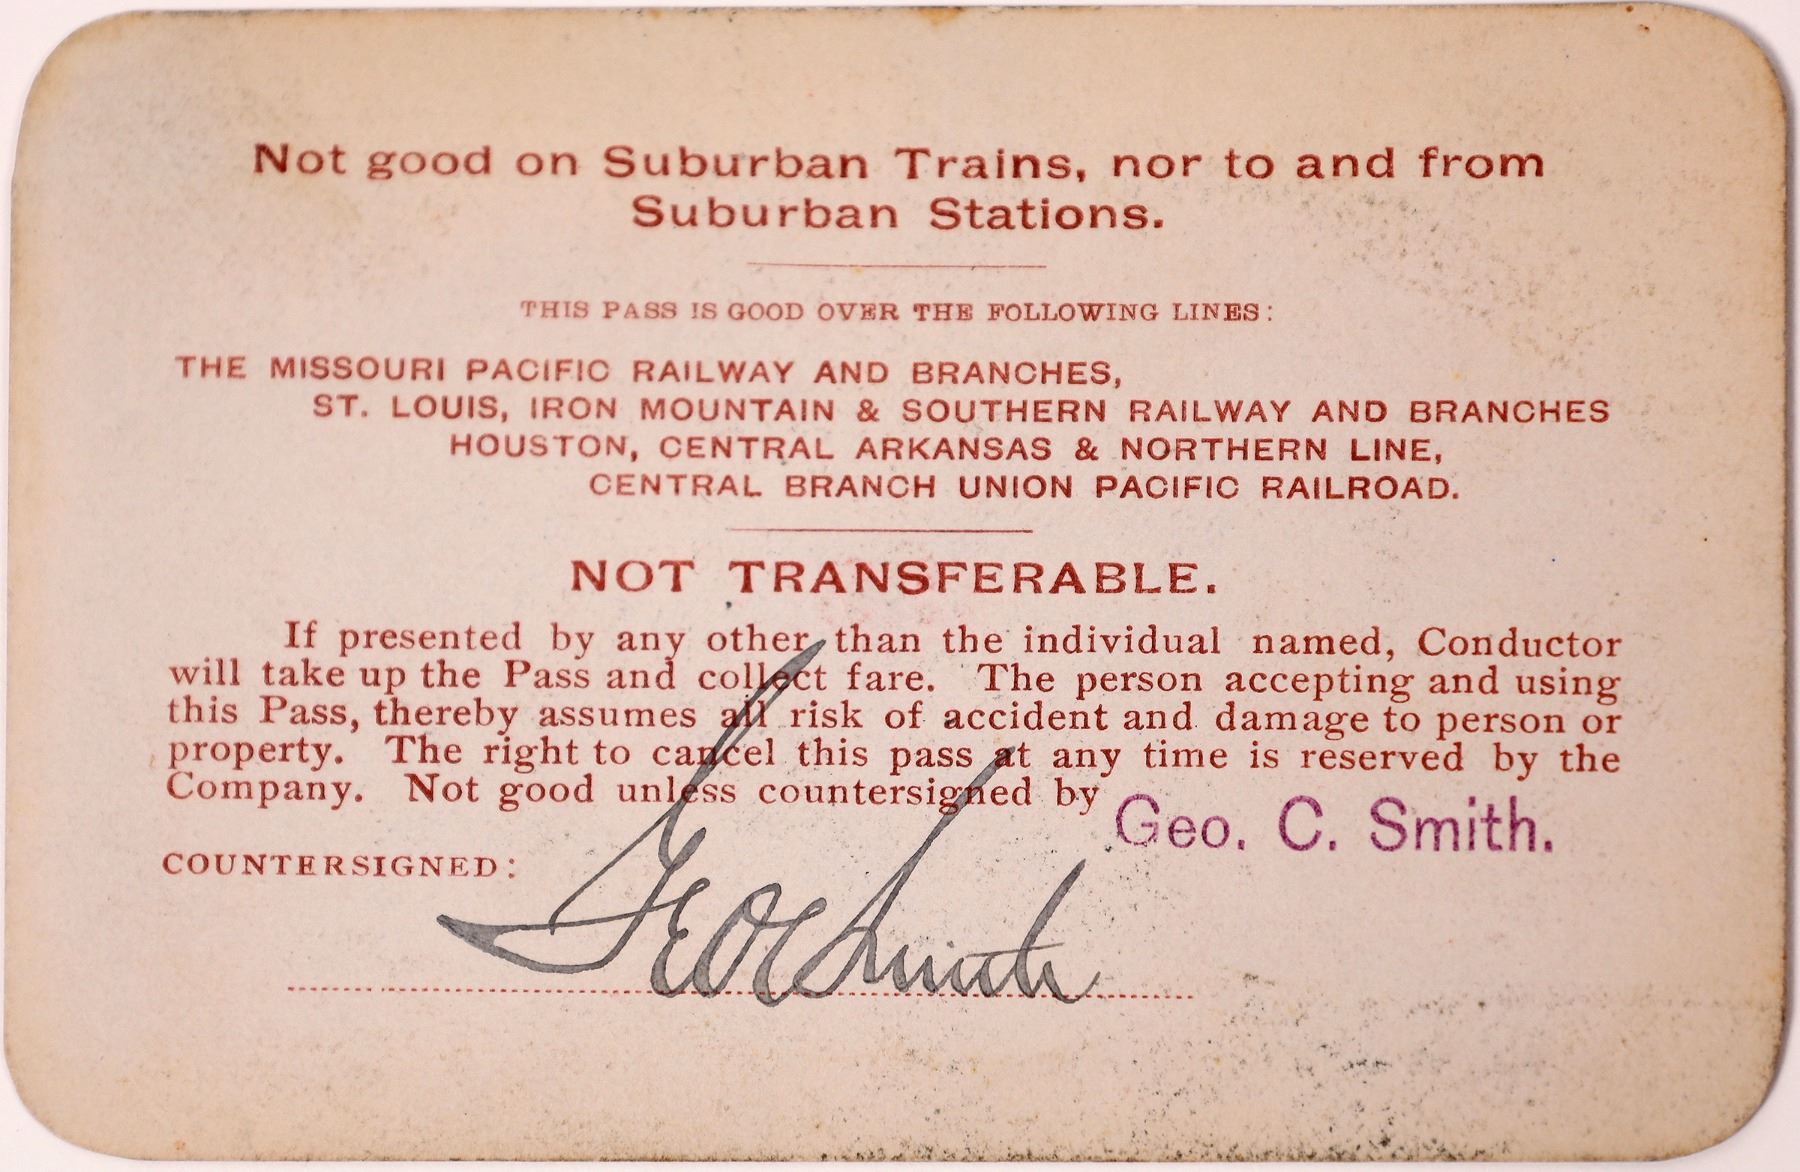 Not good on Suburban Trains, nor to and from
Suburban Stations.
THIS PASS IS GOOD OVER THE FOLLOWING LINES:
THE MISSOURI PACIFIC RAILWAY AND BRANCHES,
ST. LOUIS, IRON MOUNTAIN & SOUTHERN RAILWAY AND BRANCHES
HOUSTON, CENTRAL ARKANSAS & NORTHERN LINE,
CENTRAL BRANCH UNION PACIFIC RAILROAD.
NOT TRANSFERABLE.
If presented by any other than the individual named, Conductor
will take up the Pass and collect fare. The person accepting and using
this Pass, thereby assumes all risk of accident and damage to person or
property. The right to cancel this pass at any time is reserved by the
Company. Not good unless countersigned by Geo. C. Smith.
COUNTERSIGNED:
Geo C Smith